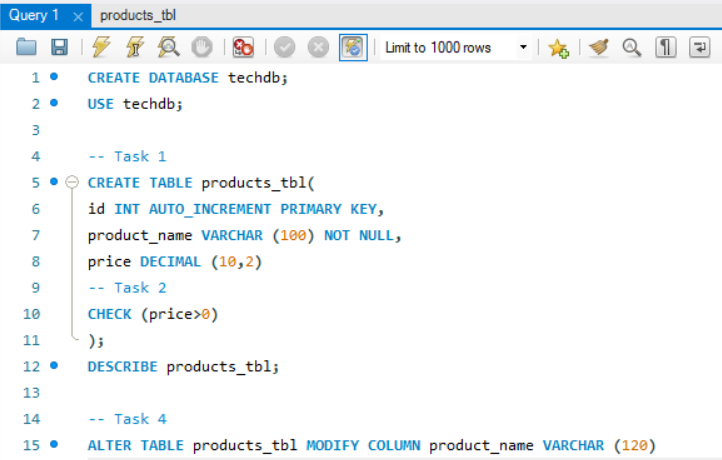 Query 1 products_tbl
Limit to 1000 rows
1 CREATE DATABASE techdb;
2 USE techdb;
3
4 -- Task 1
5 CREATE TABLE products_tbl(
6 id INT AUTO_INCREMENT PRIMARY KEY,
7 product_name VARCHAR (100) NOT NULL,
8 price DECIMAL (10,2)
9 -- Task 2
10 CHECK (price>0)
11 );
12 DESCRIBE products_tbl;
13
14 -- Task 4
15 ALTER TABLE products_tbl MODIFY COLUMN product_name VARCHAR (120)